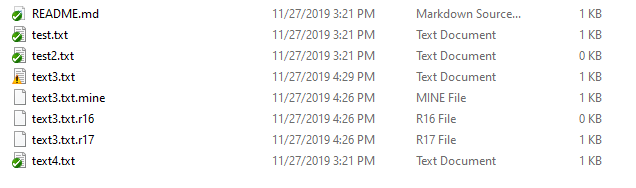 README.md 11/27/2019 3:21 PM Markdown Source... 1 KB
test.txt 11/27/2019 3:21 PM Text Document 1 KB
test2.txt 11/27/2019 3:21 PM Text Document 0 KB
text3.txt 11/27/2019 4:29 PM Text Document 1 KB
text3.txt.mine 11/27/2019 4:26 PM MINE File 1 KB
text3.txt.r16 11/27/2019 4:26 PM R16 File 0 KB
text3.txt.r17 11/27/2019 4:26 PM R17 File 1 KB
text4.txt 11/27/2019 3:21 PM Text Document 1 KB